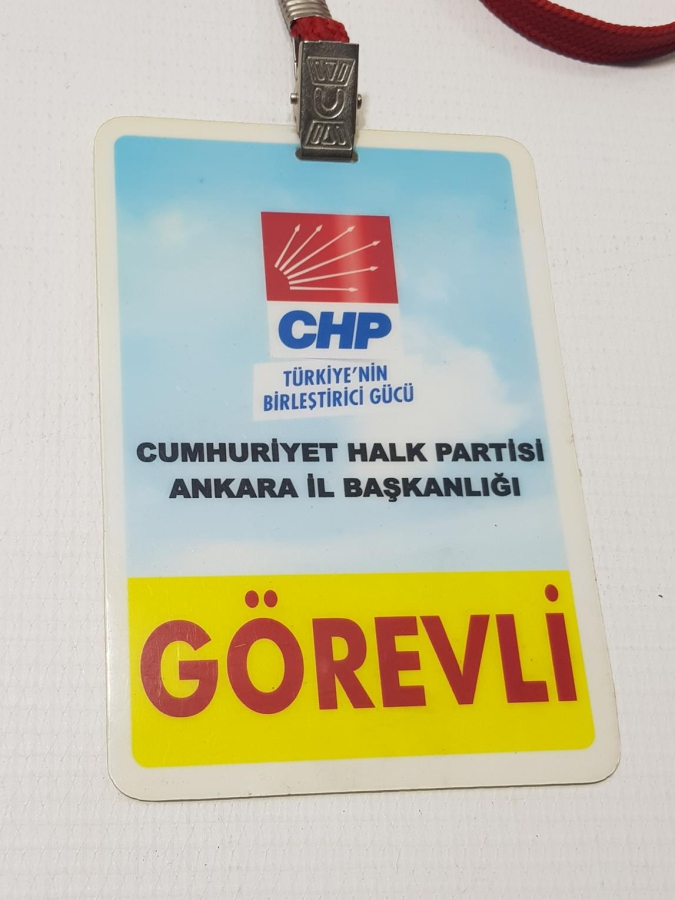 CHP
TÜRKİYE'NİN
BİRLEŞTİRİCİ GÜCÜ
CUMHURİYET HALK PARTİSİ
ANKARA İL BAŞKANLIĞI
GÖREVLİ